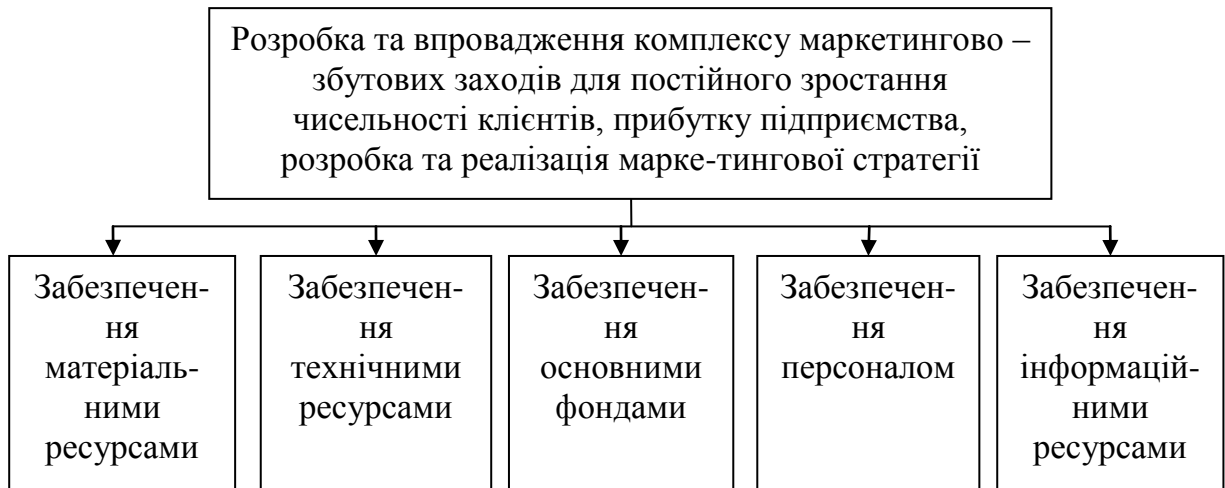 Розробка та впровадження комплексу маркетингово –
збутових заходів для постійного зростання
чисельності клієнтів, прибутку підприємства,
розробка та реалізація марке-тингової стратегії
Забезпечен-
ня
матеріаль-
ними
ресурсами
Забезпечен-
ня
технічними
ресурсами
Забезпечен-
ня
основними
фондами
Забезпечен-
ня
персоналом
Забезпечен-
ня
інформацій-
ними
ресурсами